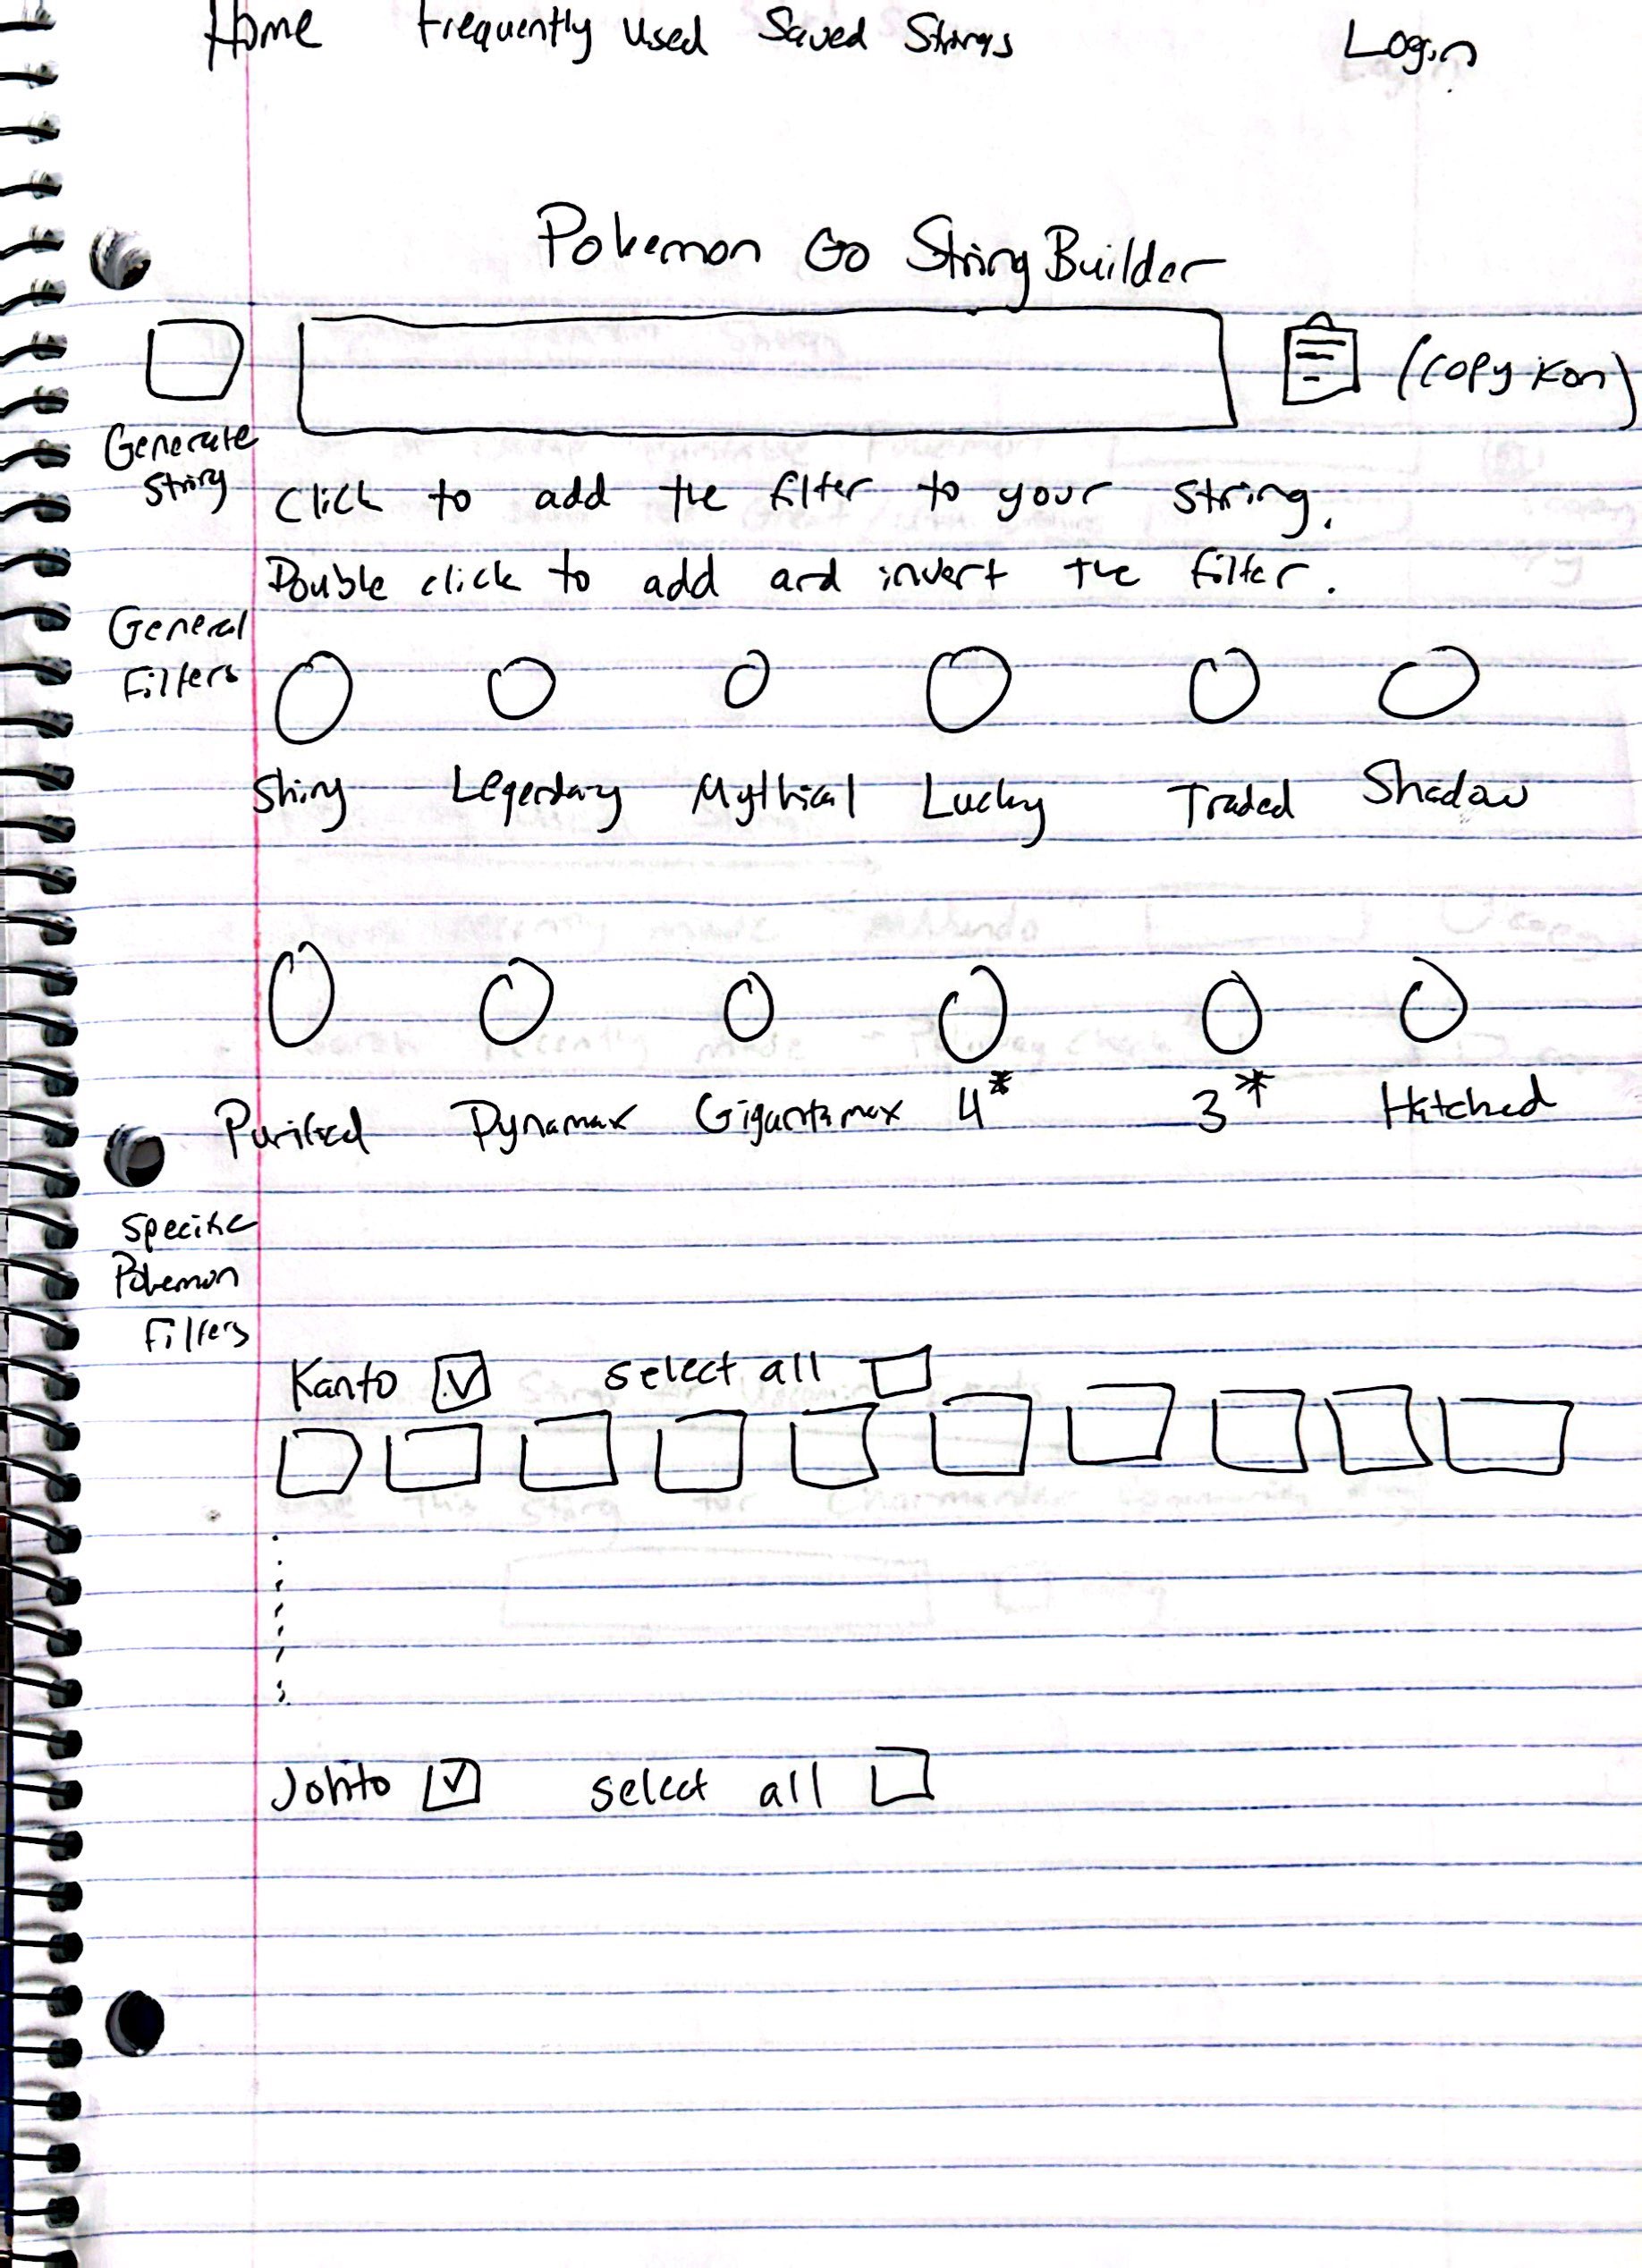 Home Frequently Used Saved Strings Login
Pokemon Go String Builder
(copy icon)
Generate
String
Click to add the filter to your string.
Double click to add and invert the filter.
General
Filters
Shiny Legendary Mythical Lucky Traded Shadow
Purified Dynamax Gigantamax 4* 3* Hatched
Specific
Pokemon
Filters
Kanto select all
Johto select all